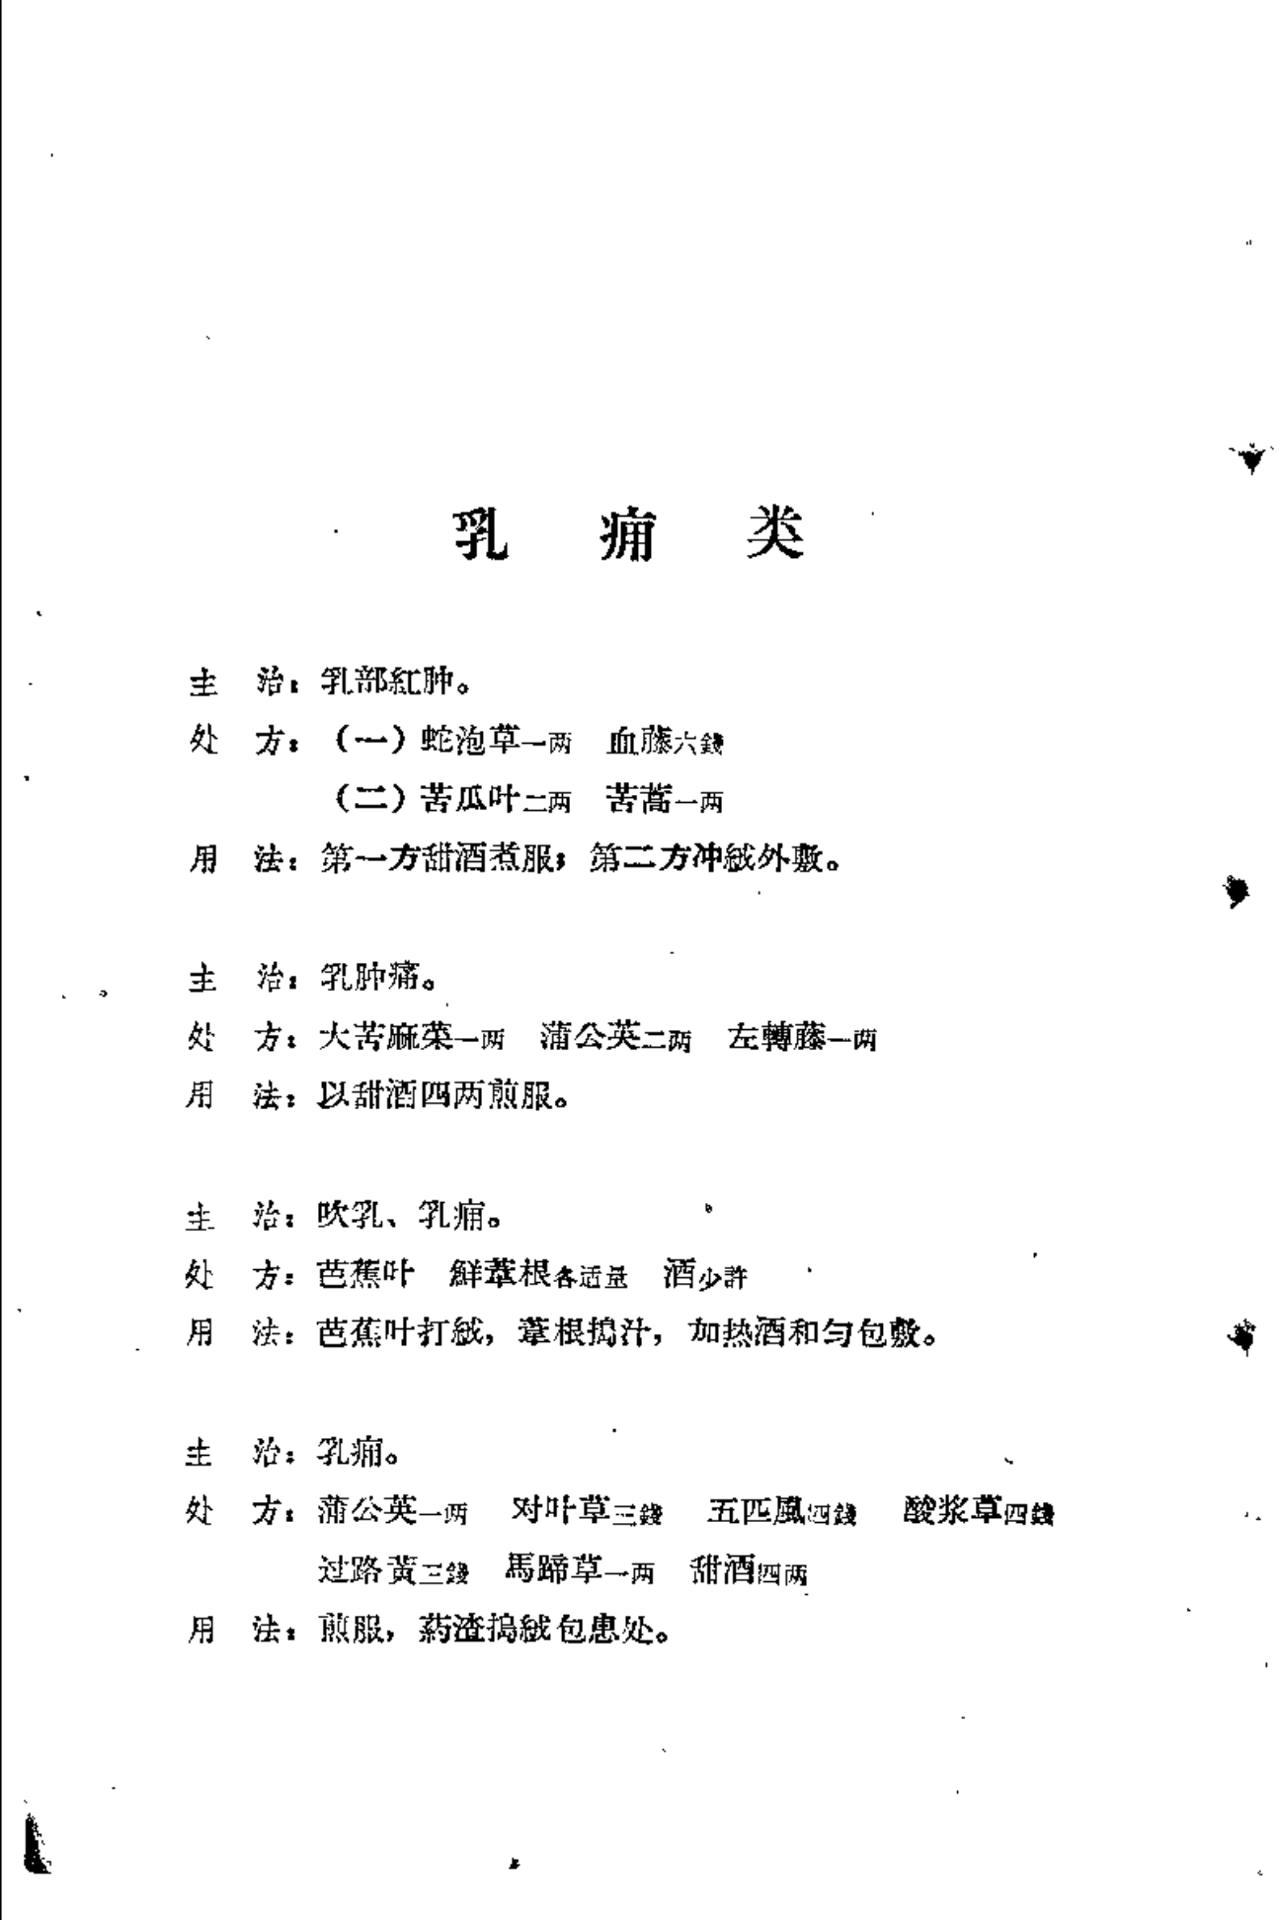 乳痈类
主治：乳部紅肿。
处方：（一）蛇泡草一两　血藤六錢
（二）苦瓜叶二两　苦蒿一两
用法：第一方甜酒煮服；第二方冲絨外敷。
主治：乳肿痛。
处方：大苦麻菜一两　蒲公英二两　左轉藤一两
用法：以甜酒四两煎服。
主治：吹乳、乳痈。
处方：芭蕉叶　鮮葦根各适量　酒少許
用法：芭蕉叶打絨，葦根搗汁，加热酒和匀包敷。
主治：乳痈。
处方：蒲公英一两　对叶草三錢　五匹風四錢　酸浆草四錢
过路黄三錢　馬蹄草一两　甜酒四两
用法：煎服，药渣搗絨包患处。